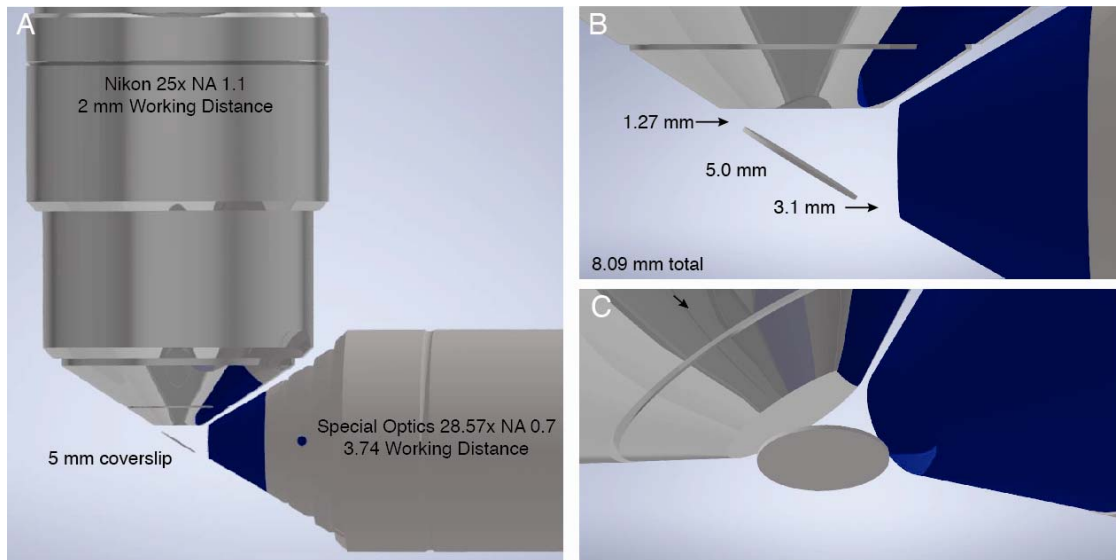 A
Nikon 25x NA 1.1
2 mm Working Distance
Special Optics 28.57x NA 0.7
3.74 Working Distance
5 mm coverslip
B
1.27 mm
5.0 mm
3.1 mm
8.09 mm total
C